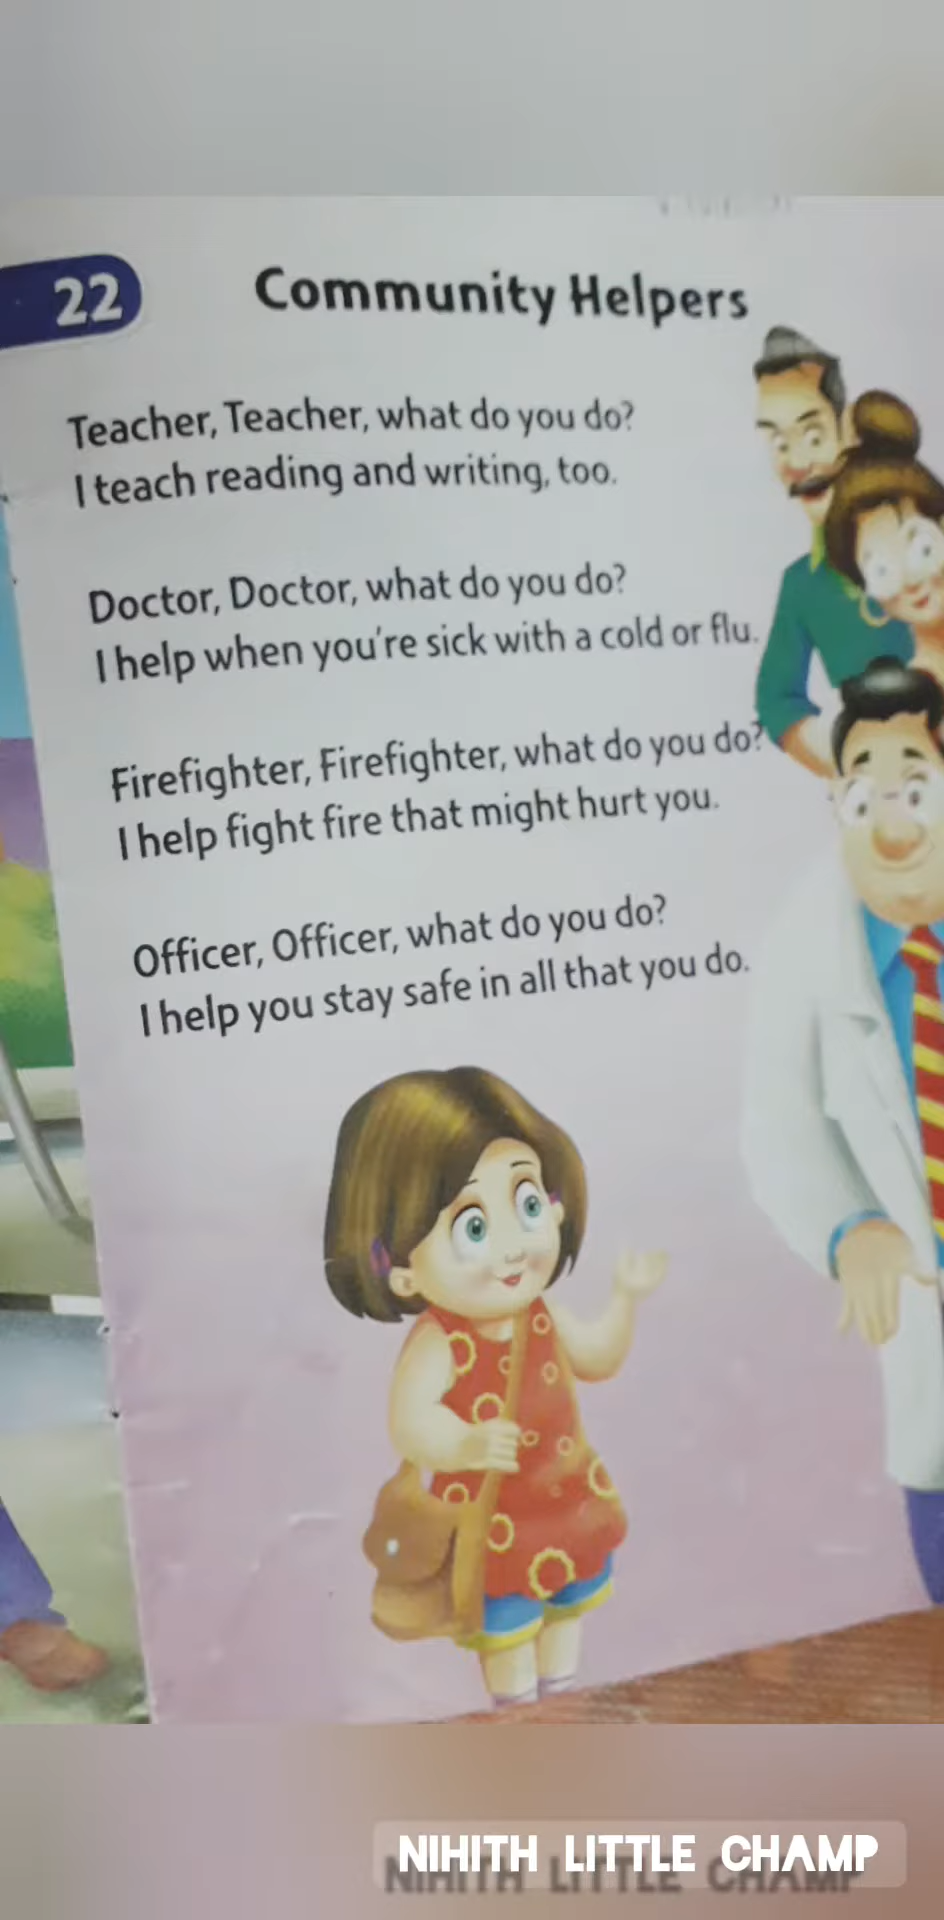 22
Community Helpers
Teacher, Teacher, what do you do?
I teach reading and writing, too.
Doctor, Doctor, what do you do?
I help when you're sick with a cold or flu.
Firefighter, Firefighter, what do you do?
I help fight fire that might hurt you.
Officer, Officer, what do you do?
I help you stay safe in all that you do.
NIHITH LITTLE CHAMP
NIHITH LITTLE CHAMP